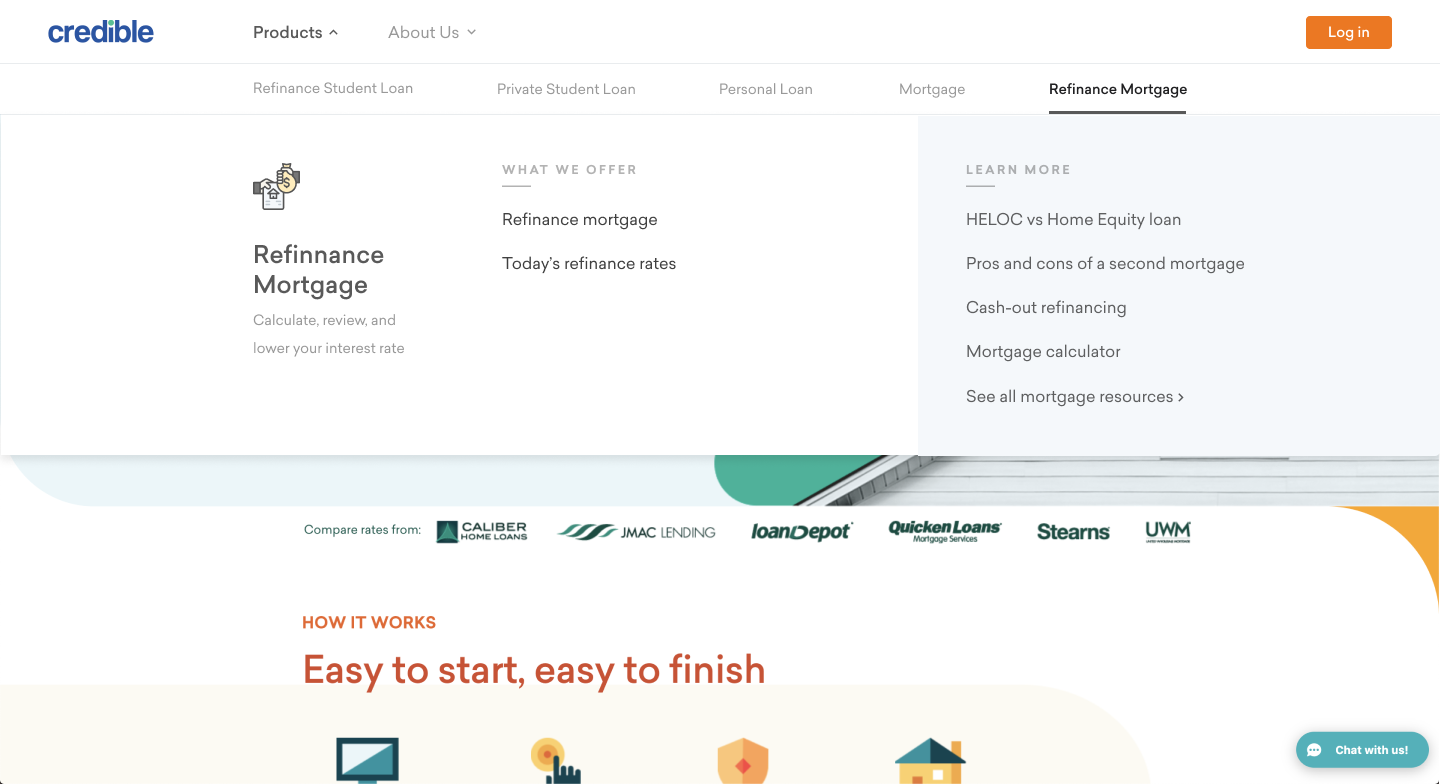 credible
Products
About Us
Log in
Refinance Student Loan
Private Student Loan
Personal Loan
Mortgage
Refinance Mortgage
Refinnance
Mortgage
Calculate, review, and
lower your interest rate
WHAT WE OFFER
Refinance mortgage
Today’s refinance rates
LEARN MORE
HELOC vs Home Equity loan
Pros and cons of a second mortgage
Cash-out refinancing
Mortgage calculator
See all mortgage resources
Compare rates from:
CALIBER
HOME LOANS
JMAC LENDING
loanDepot
Quicken Loans
Mortgage Services
Stearns
UWM
HOW IT WORKS
Easy to start, easy to finish
Chat with us!